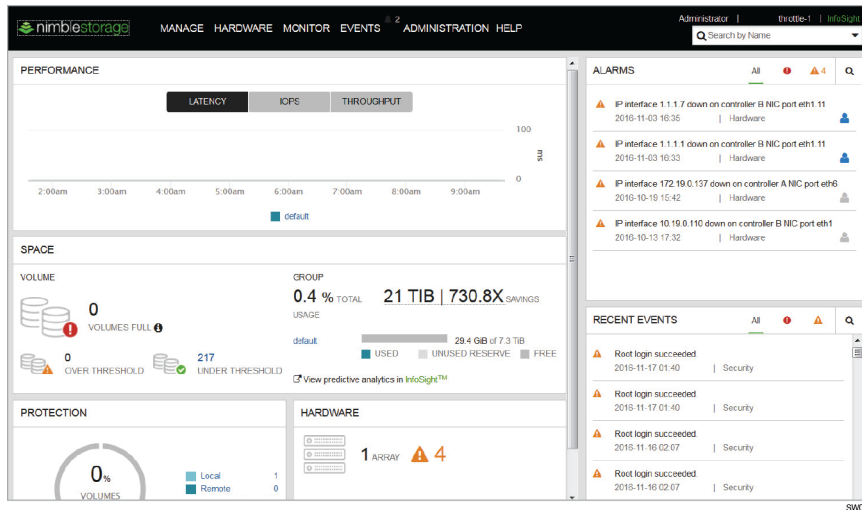 nimblestorage
MANAGE HARDWARE MONITOR EVENTS 2 ADMINISTRATION HELP
Administrator | throttle-1 | InfoSight
Search by Name
PERFORMANCE
LATENCY IOPS THROUGHPUT
100
ms
0
2:00am 3:00am 4:00am 5:00am 6:00am 7:00am 8:00am 9:00am
default
SPACE
VOLUME
0
VOLUMES FULL
0
OVER THRESHOLD
217
UNDER THRESHOLD
GROUP
0.4 % TOTAL USAGE
21 TIB | 730.8X SAVINGS
default
29.4 GiB of 7.3 TiB
USED UNUSED RESERVE FREE
View predictive analytics in InfoSight™
PROTECTION
0%
VOLUMES
Local 1
Remote 0
HARDWARE
1 ARRAY 4
ALARMS
All 4
IP interface 1.1.1.7 down on controller B NIC port eth1.11
2016-11-03 16:35 | Hardware
IP interface 1.1.1.1 down on controller B NIC port eth1.11
2016-11-03 16:33 | Hardware
IP interface 172.19.0.137 down on controller A NIC port eth6
2016-10-19 15:42 | Hardware
IP interface 10.19.0.110 down on controller B NIC port eth1
2016-10-13 17:32 | Hardware
RECENT EVENTS
All
Root login succeeded.
2016-11-17 01:40 | Security
Root login succeeded.
2016-11-17 01:40 | Security
Root login succeeded.
2016-11-16 02:07 | Security
Root login succeeded.
2016-11-16 02:07 | Security